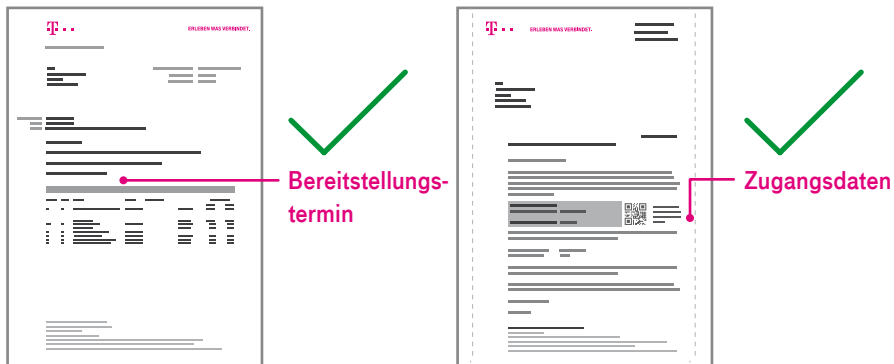 T
ERLEBEN WAS VERBINDET.
Bereitstellungs-
termin
T
ERLEBEN WAS VERBINDET.
Zugangsdaten